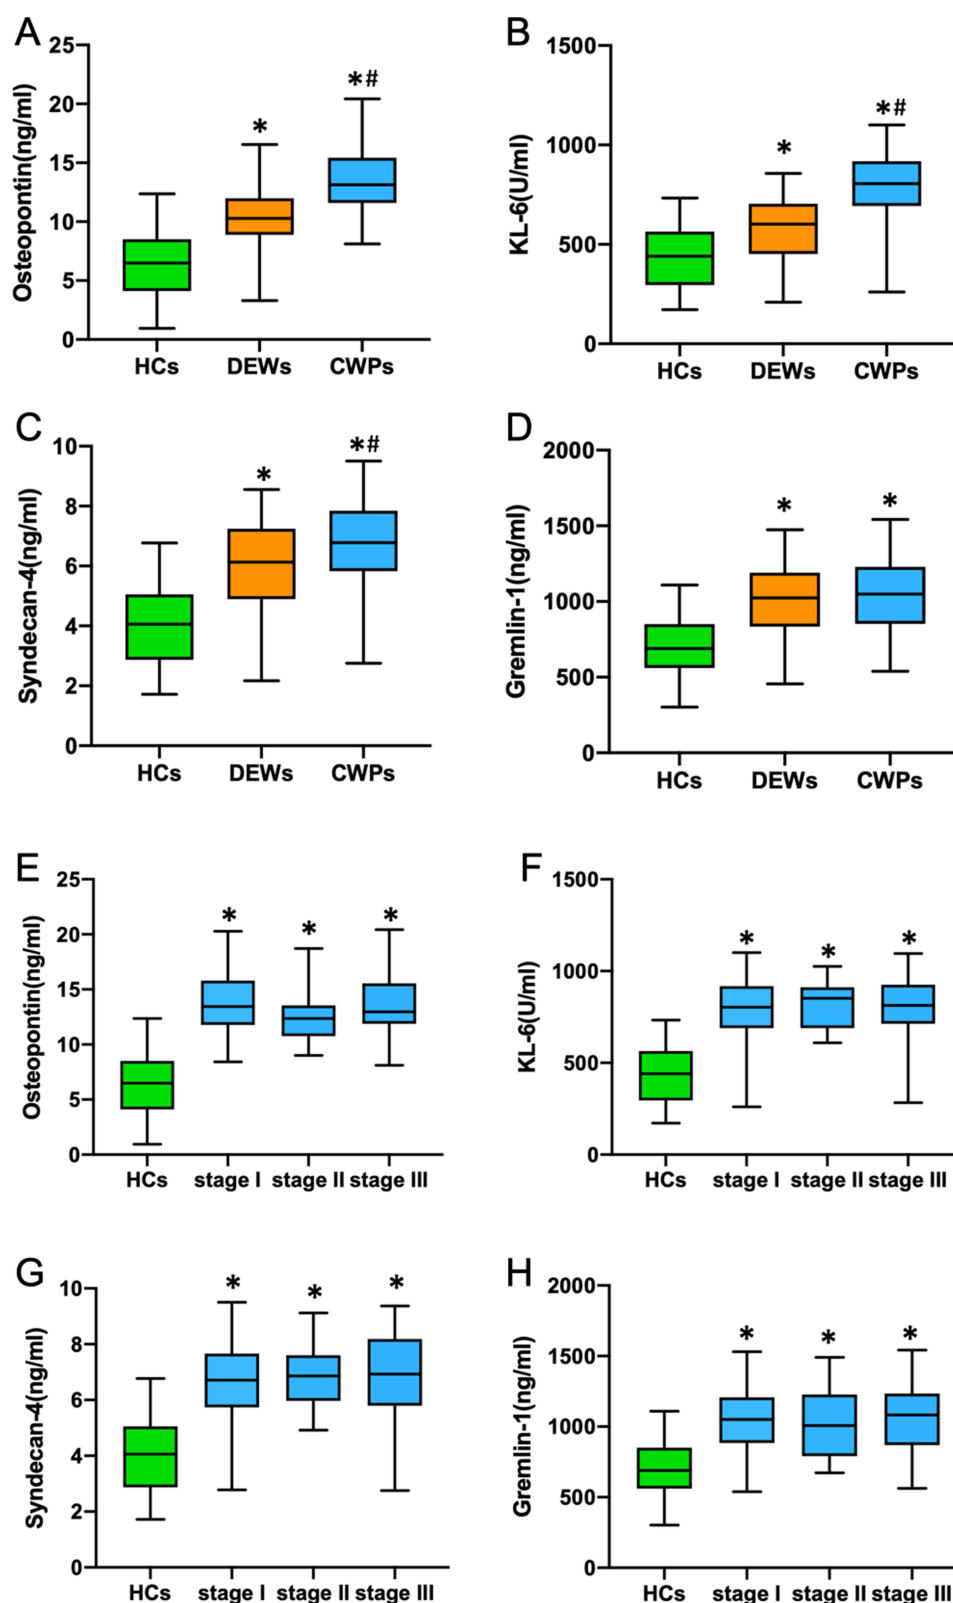 A
B
Osteopontin(ng/ml)
25
20
15
10
5
0
*
*#
HCs
DEWs
CWPs
KL-6(U/ml)
1500
1000
500
0
*
*#
HCs
DEWs
CWPs
C
D
Syndecan-4(ng/ml)
10
8
6
4
2
0
*
*#
HCs
DEWs
CWPs
Gremlin-1(ng/ml)
2000
1500
1000
500
0
*
*
HCs
DEWs
CWPs
E
F
Osteopontin(ng/ml)
25
20
15
10
5
0
*
*
*
HCs
stage I
stage II
stage III
KL-6(U/ml)
1500
1000
500
0
*
*
*
HCs
stage I
stage II
stage III
G
H
Syndecan-4(ng/ml)
10
8
6
4
2
0
*
*
*
HCs
stage I
stage II
stage III
Gremlin-1(ng/ml)
2000
1500
1000
500
0
*
*
*
HCs
stage I
stage II
stage III